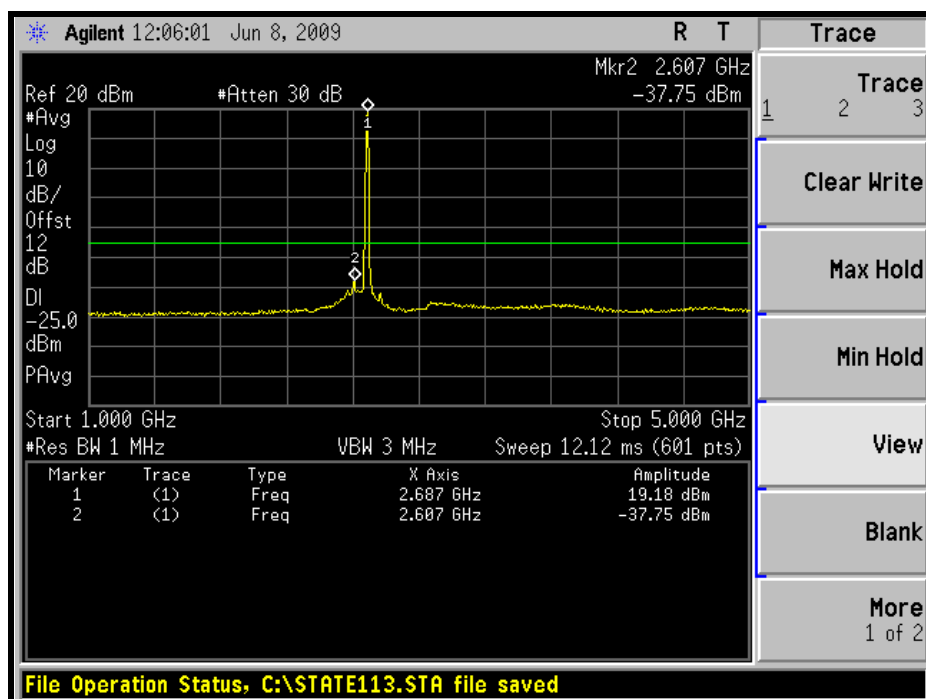 Agilent 12:06:01 Jun 8, 2009 R T
Mkr2 2.607 GHz
Ref 20 dBm #Atten 30 dB -37.75 dBm
#Avg
Log
10
dB/
Offst
12
dB
DI
-25.0
dBm
PAvg
1
2
Start 1.000 GHz Stop 5.000 GHz
#Res BW 1 MHz VBW 3 MHz Sweep 12.12 ms (601 pts)
Marker Trace Type X Axis Amplitude
1 (1) Freq 2.687 GHz 19.18 dBm
2 (1) Freq 2.607 GHz -37.75 dBm
Trace
Trace
1 2 3
Clear Write
Max Hold
Min Hold
View
Blank
More
1 of 2
File Operation Status, C:\STATE113.STA file saved